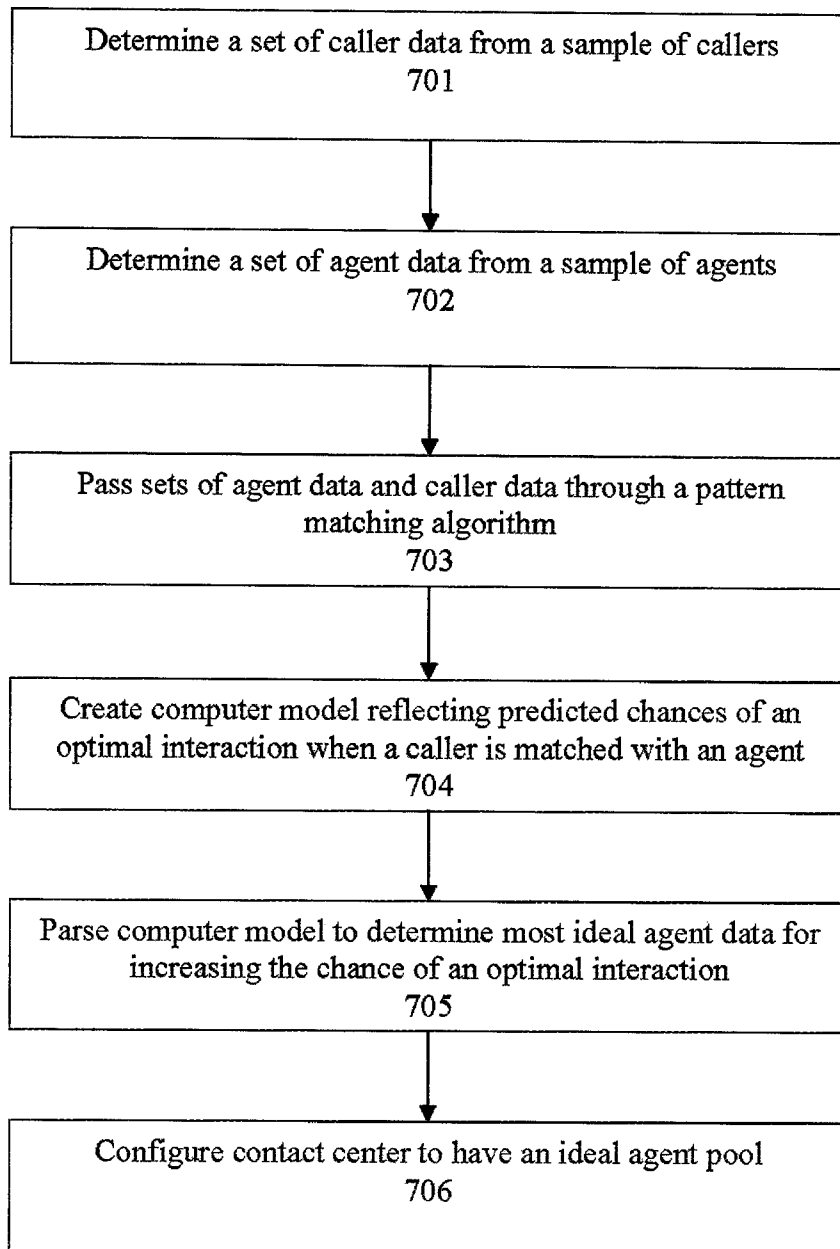 Determine a set of caller data from a sample of callers
701
Determine a set of agent data from a sample of agents
702
Pass sets of agent data and caller data through a pattern
matching algorithm
703
Create computer model reflecting predicted chances of an
optimal interaction when a caller is matched with an agent
704
Parse computer model to determine most ideal agent data for
increasing the chance of an optimal interaction
705
Configure contact center to have an ideal agent pool
706